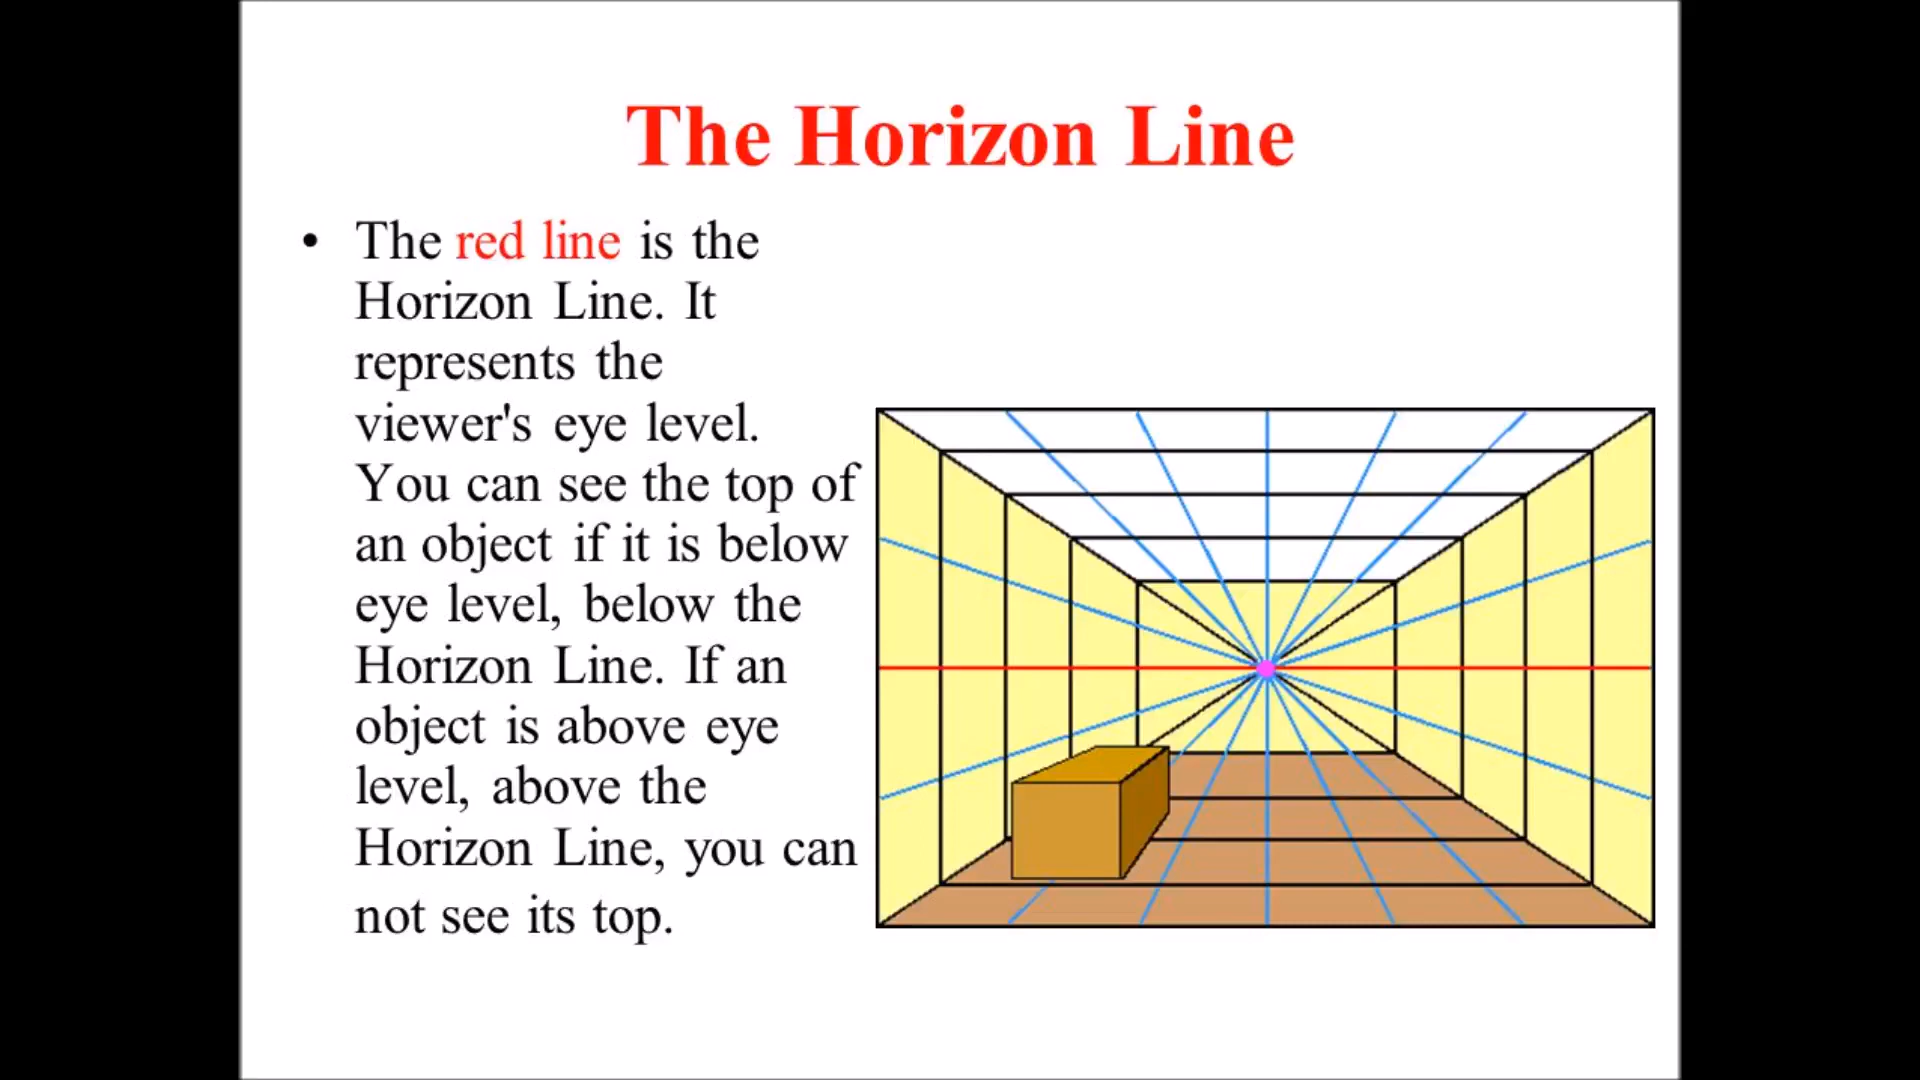 The Horizon Line
• The red line is the
Horizon Line. It
represents the
viewer's eye level.
You can see the top of
an object if it is below
eye level, below the
Horizon Line. If an
object is above eye
level, above the
Horizon Line, you can
not see its top.